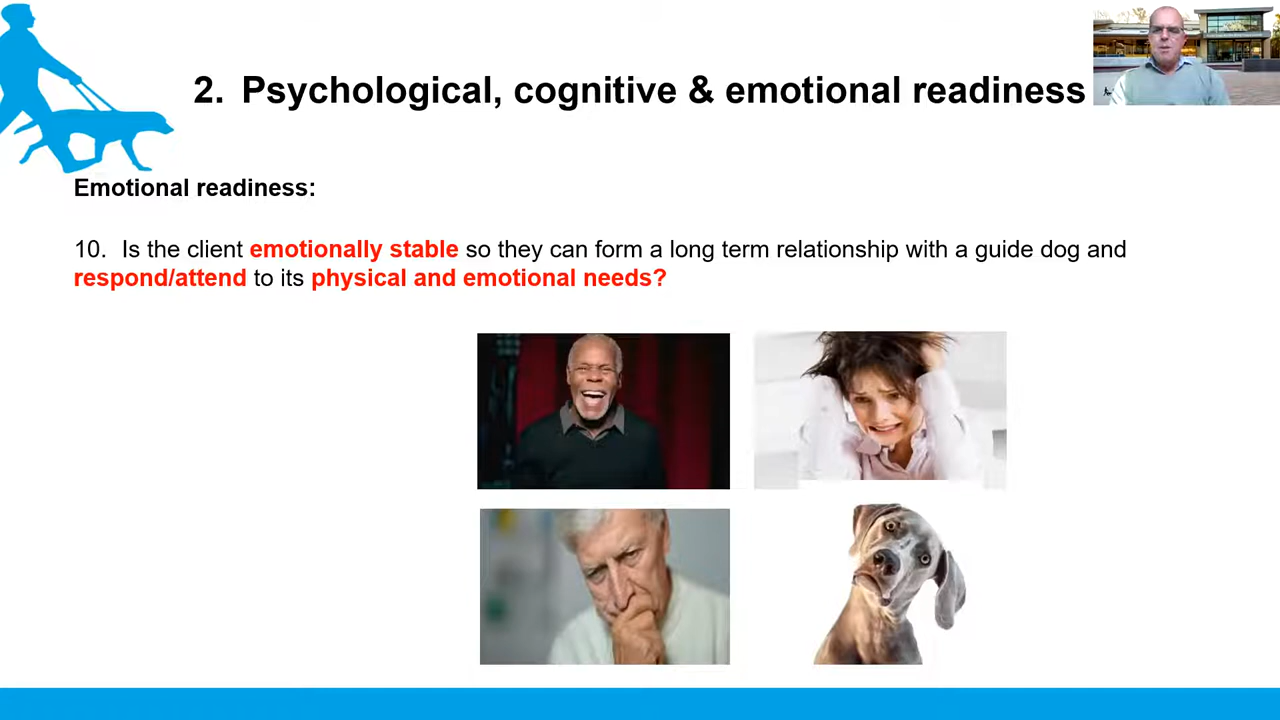 2. Psychological, cognitive & emotional readiness
Emotional readiness:
10. Is the client emotionally stable so they can form a long term relationship with a guide dog and
respond/attend to its physical and emotional needs?